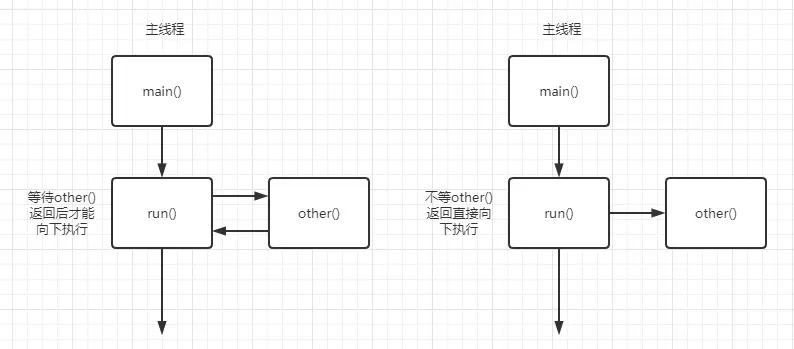 主线程
main()
等待other()
返回后才能
向下执行
run()
other()
主线程
main()
不等other()
返回直接向
下执行
run()
other()